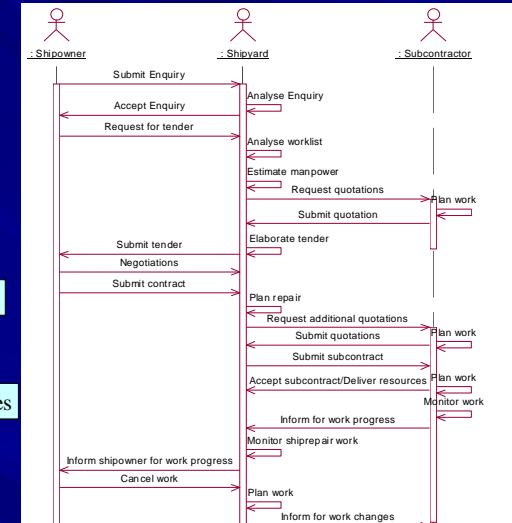 : Shipowner
: Shipyard
: Subcontractor
Submit Enquiry
Analyse Enquiry
Accept Enquiry
Request for tender
Analyse worklist
Estimate manpower
Request quotations
Plan work
Submit quotation
Elaborate tender
Submit tender
Negotiations
Submit contract
Plan repair
Request additional quotations
Plan work
Submit quotations
Submit subcontract
Accept subcontract/Deliver resources
Plan work
Monitor work
es
Inform for work progress
Monitor shiprepair work
Inform shipowner for work progress
Cancel work
Plan work
Inform for work changes